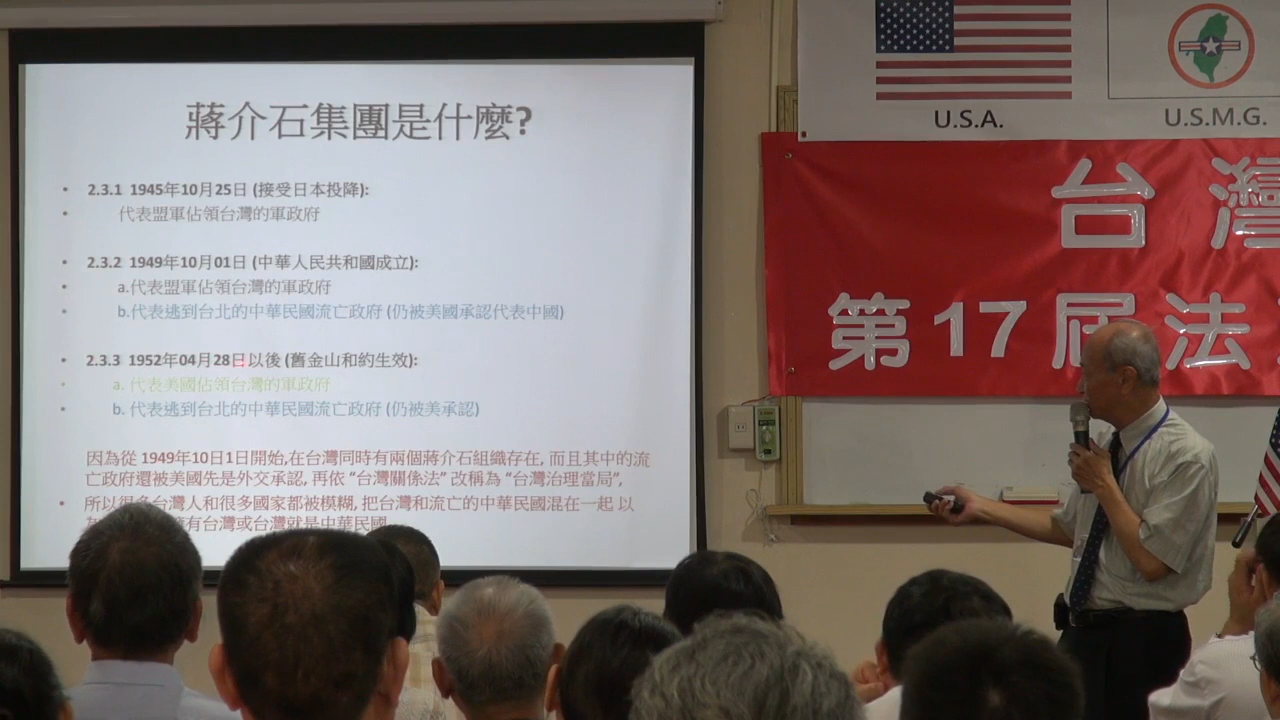 蔣介石集團是什麼?
• 2.3.1 1945年10月25日 (接受日本投降):
• 代表盟軍佔領台灣的軍政府
• 2.3.2 1949年10月01日 (中華人民共和國成立):
• a.代表盟軍佔領台灣的軍政府
• b.代表逃到台北的中華民國流亡政府 (仍被美國承認代表中國)
• 2.3.3 1952年04月28日以後 (舊金山和約生效):
• a. 代表美國佔領台灣的軍政府
• b. 代表逃到台北的中華民國流亡政府 (仍被美承認)
因為從 1949年10日1日開始,在台灣同時有兩個蔣介石組織存在, 而且其中的流
亡政府還被美國先是外交承認, 再依 “台灣關係法” 改稱為 “台灣治理當局”,
• 所以很多台灣人和很多國家都被模糊, 把台灣和流亡的中華民國混在一起 以
有台灣或台灣就是中華民國
U.S.A.
U.S.M.G.
台灣
第17屆法